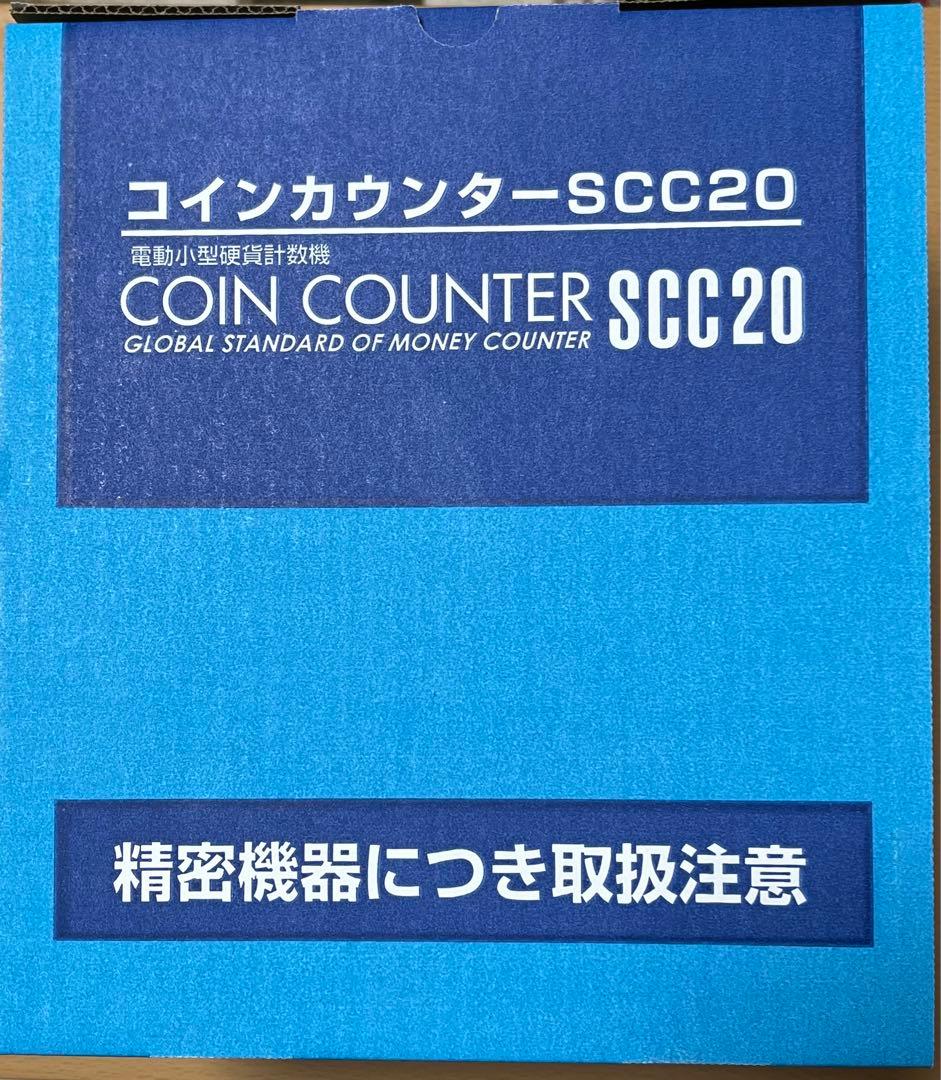 コインカウンターSCC20
電動小型硬貨計数機
COIN COUNTER SCC20
GLOBAL STANDARD OF MONEY COUNTER
精密機器につき取扱注意